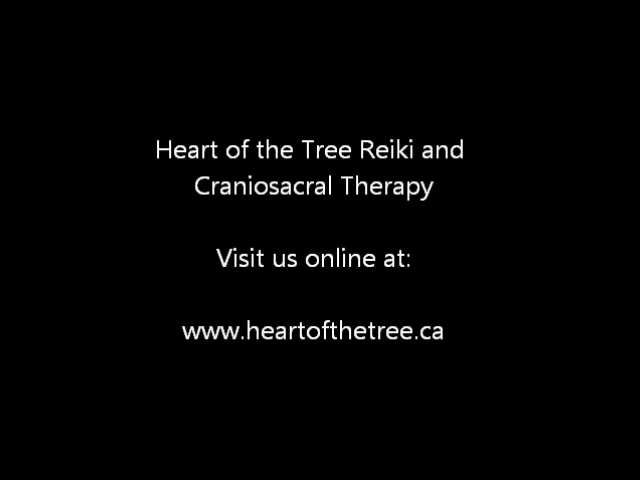 Heart of the Tree Reiki and
Craniosacral Therapy
Visit us online at:
www.heartofthetree.ca